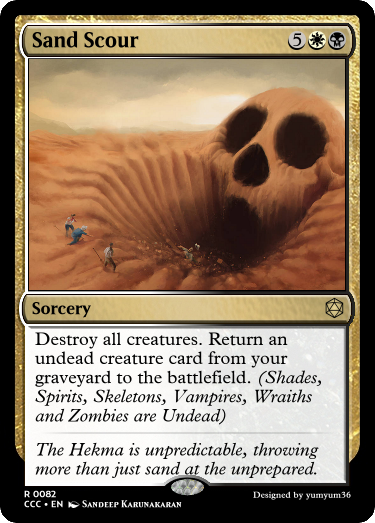 Sand Scour 5
Sorcery
Destroy all creatures. Return an
undead creature card from your
graveyard to the battlefield. (Shades,
Spirits, Skeletons, Vampires, Wraiths
and Zombies are Undead)
The Hekma is unpredictable, throwing
more than just sand at the unprepared.
R 0082
Designed by yumyum36
CCC • EN Sandeep Karunakaran